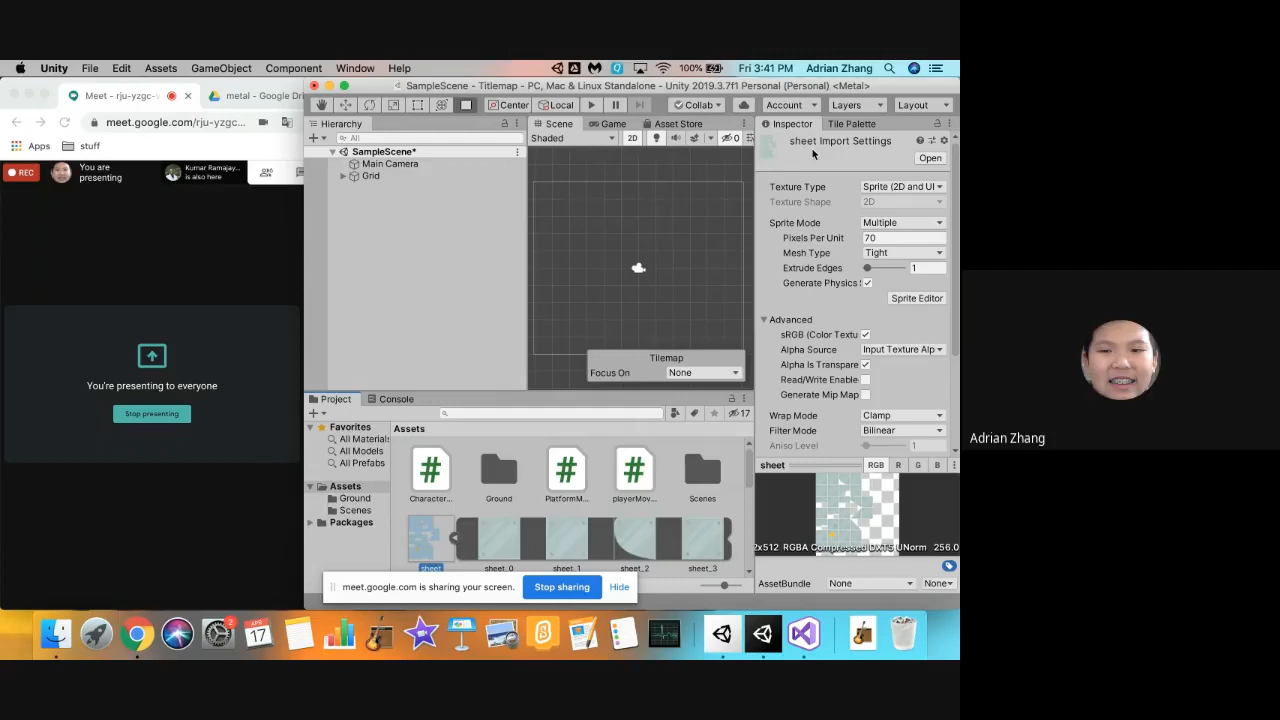 Unity File Edit Assets GameObject Component Window Help 100% Fri 3:41 PM Adrian Zhang
Meet - rju-yzgc-v
metal - Google Dri
meet.google.com/rju-yzgc...
Apps stuff
REC
You are presenting
Kumar Ramajay...
is also here
You're presenting to everyone
Stop presenting
SampleScene - Titlemap - PC, Mac & Linux Standalone - Unity 2019.3.7f1 Personal (Personal) <Metal>
Center Local Collab Account Layers Layout
Hierarchy
All
SampleScene*
Main Camera
Grid
Scene Game Asset Store
Shaded 2D 0
Tilemap
Focus On None
Project Console
17
Favorites
All Material
All Models
All Prefabs
Assets
Ground
Scenes
Packages
Assets
Character... Ground PlatformM... playerMov... Scenes
sheet sheet_0 sheet_1 sheet_2 sheet_3
meet.google.com is sharing your screen. Stop sharing Hide
Inspector Tile Palette
sheet Import Settings
Open
Texture Type Sprite (2D and UI
Texture Shape 2D
Sprite Mode Multiple
Pixels Per Unit 70
Mesh Type Tight
Extrude Edges 1
Generate Physics
Sprite Editor
Advanced
sRGB (Color Textu
Alpha Source Input Texture Alp
Alpha Is Transpare
Read/Write Enable
Generate Mip Map
Wrap Mode Clamp
Filter Mode Bilinear
Aniso Level 1
sheet RGB R G B
2x512 RGBA Compressed DXT5 UNorm 256.0
AssetBundle None None
APR
17
2
Adrian Zhang